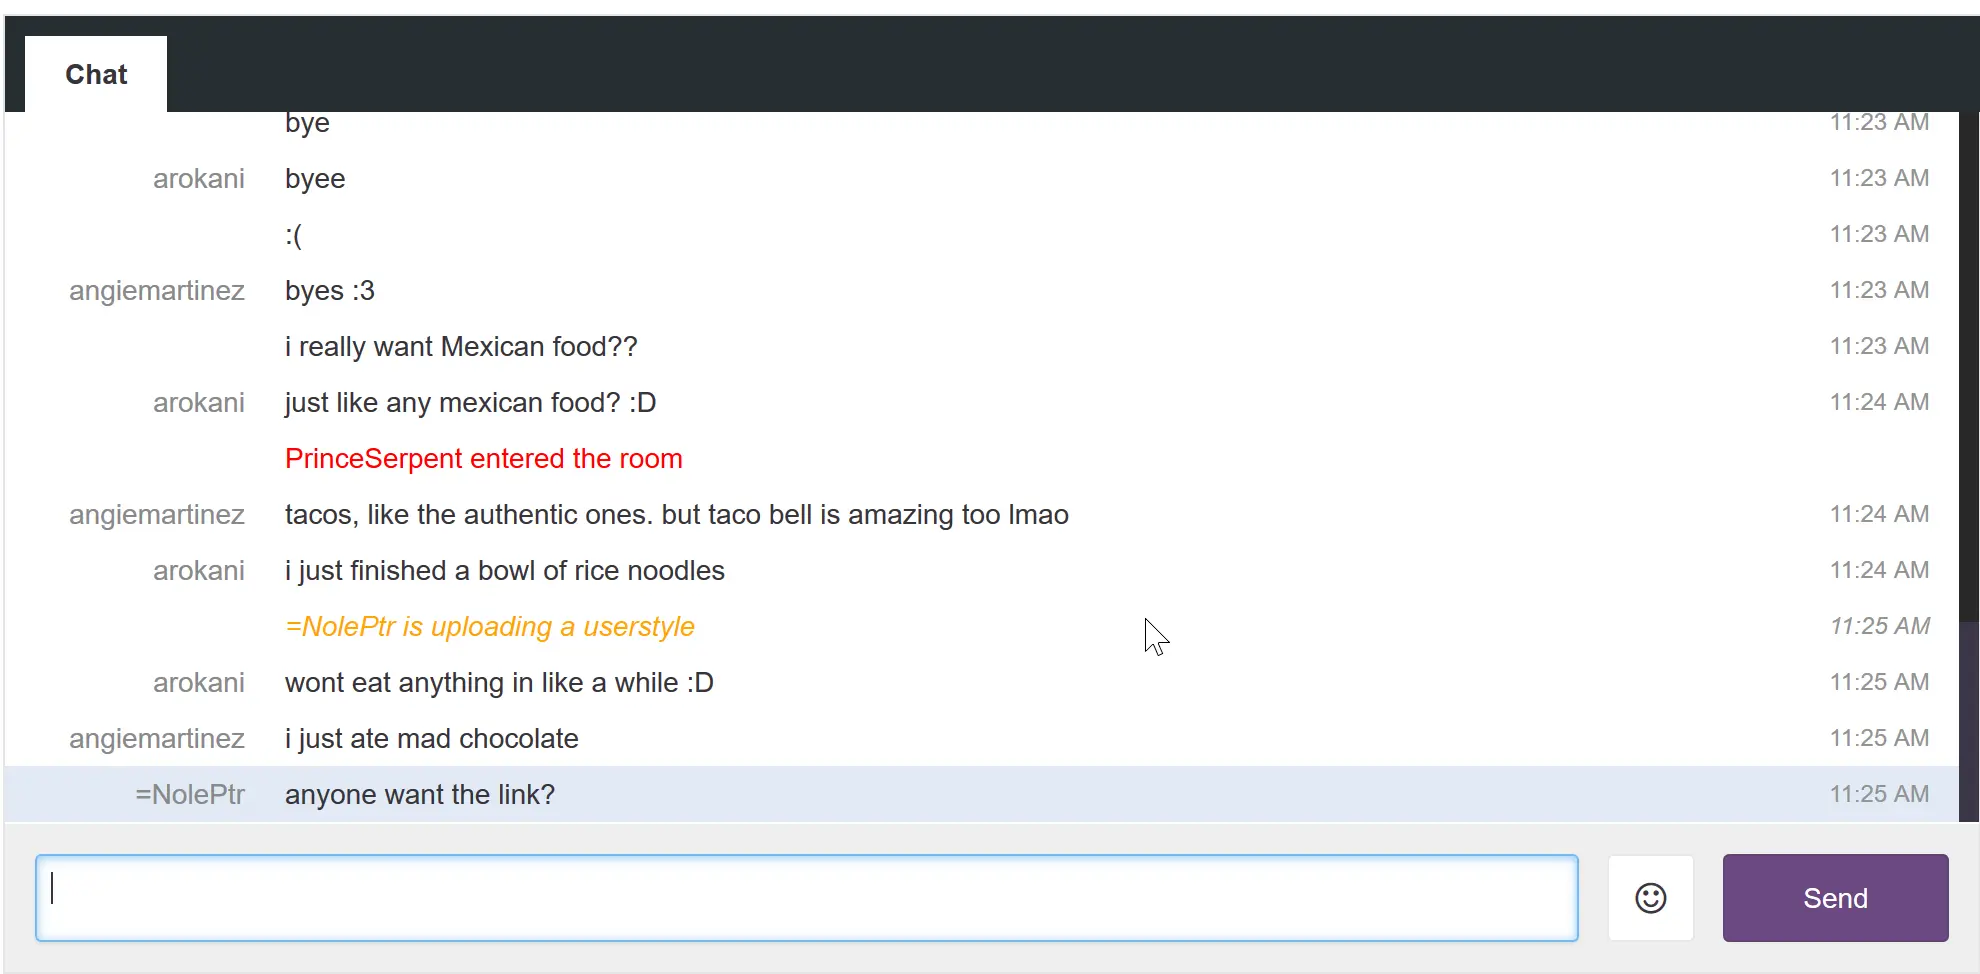 Chat
bye 11:23 AM
arokani byee 11:23 AM
:( 11:23 AM
angiemartinez byes :3 11:23 AM
i really want Mexican food?? 11:23 AM
arokani just like any mexican food? :D 11:24 AM
PrinceSerpent entered the room
angiemartinez tacos, like the authentic ones. but taco bell is amazing too lmao 11:24 AM
arokani i just finished a bowl of rice noodles 11:24 AM
=NolePtr is uploading a userstyle 11:25 AM
arokani wont eat anything in like a while :D 11:25 AM
angiemartinez i just ate mad chocolate 11:25 AM
=NolePtr anyone want the link? 11:25 AM
Send